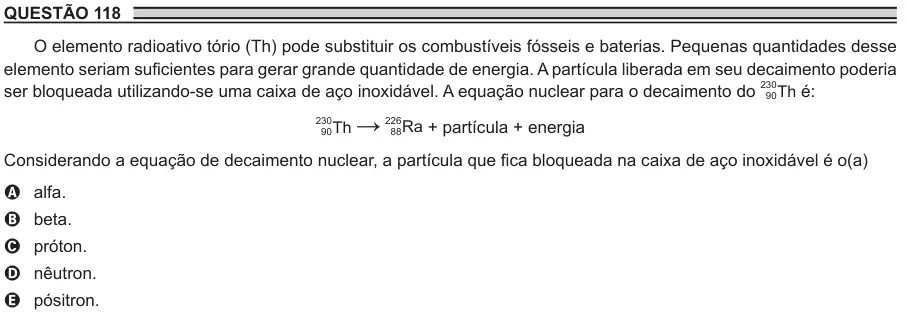 QUESTÃO 118
O elemento radioativo tório (Th) pode substituir os combustíveis fósseis e baterias. Pequenas quantidades desse
elemento seriam suficientes para gerar grande quantidade de energia. A partícula liberada em seu decaimento poderia
ser bloqueada utilizando-se uma caixa de aço inoxidável. A equação nuclear para o decaimento do ²³⁰₉₀Th é:
²³⁰₉₀Th → ²²⁶₈₈Ra + partícula + energia
Considerando a equação de decaimento nuclear, a partícula que fica bloqueada na caixa de aço inoxidável é o(a)
A alfa.
B beta.
C próton.
D nêutron.
E pósitron.